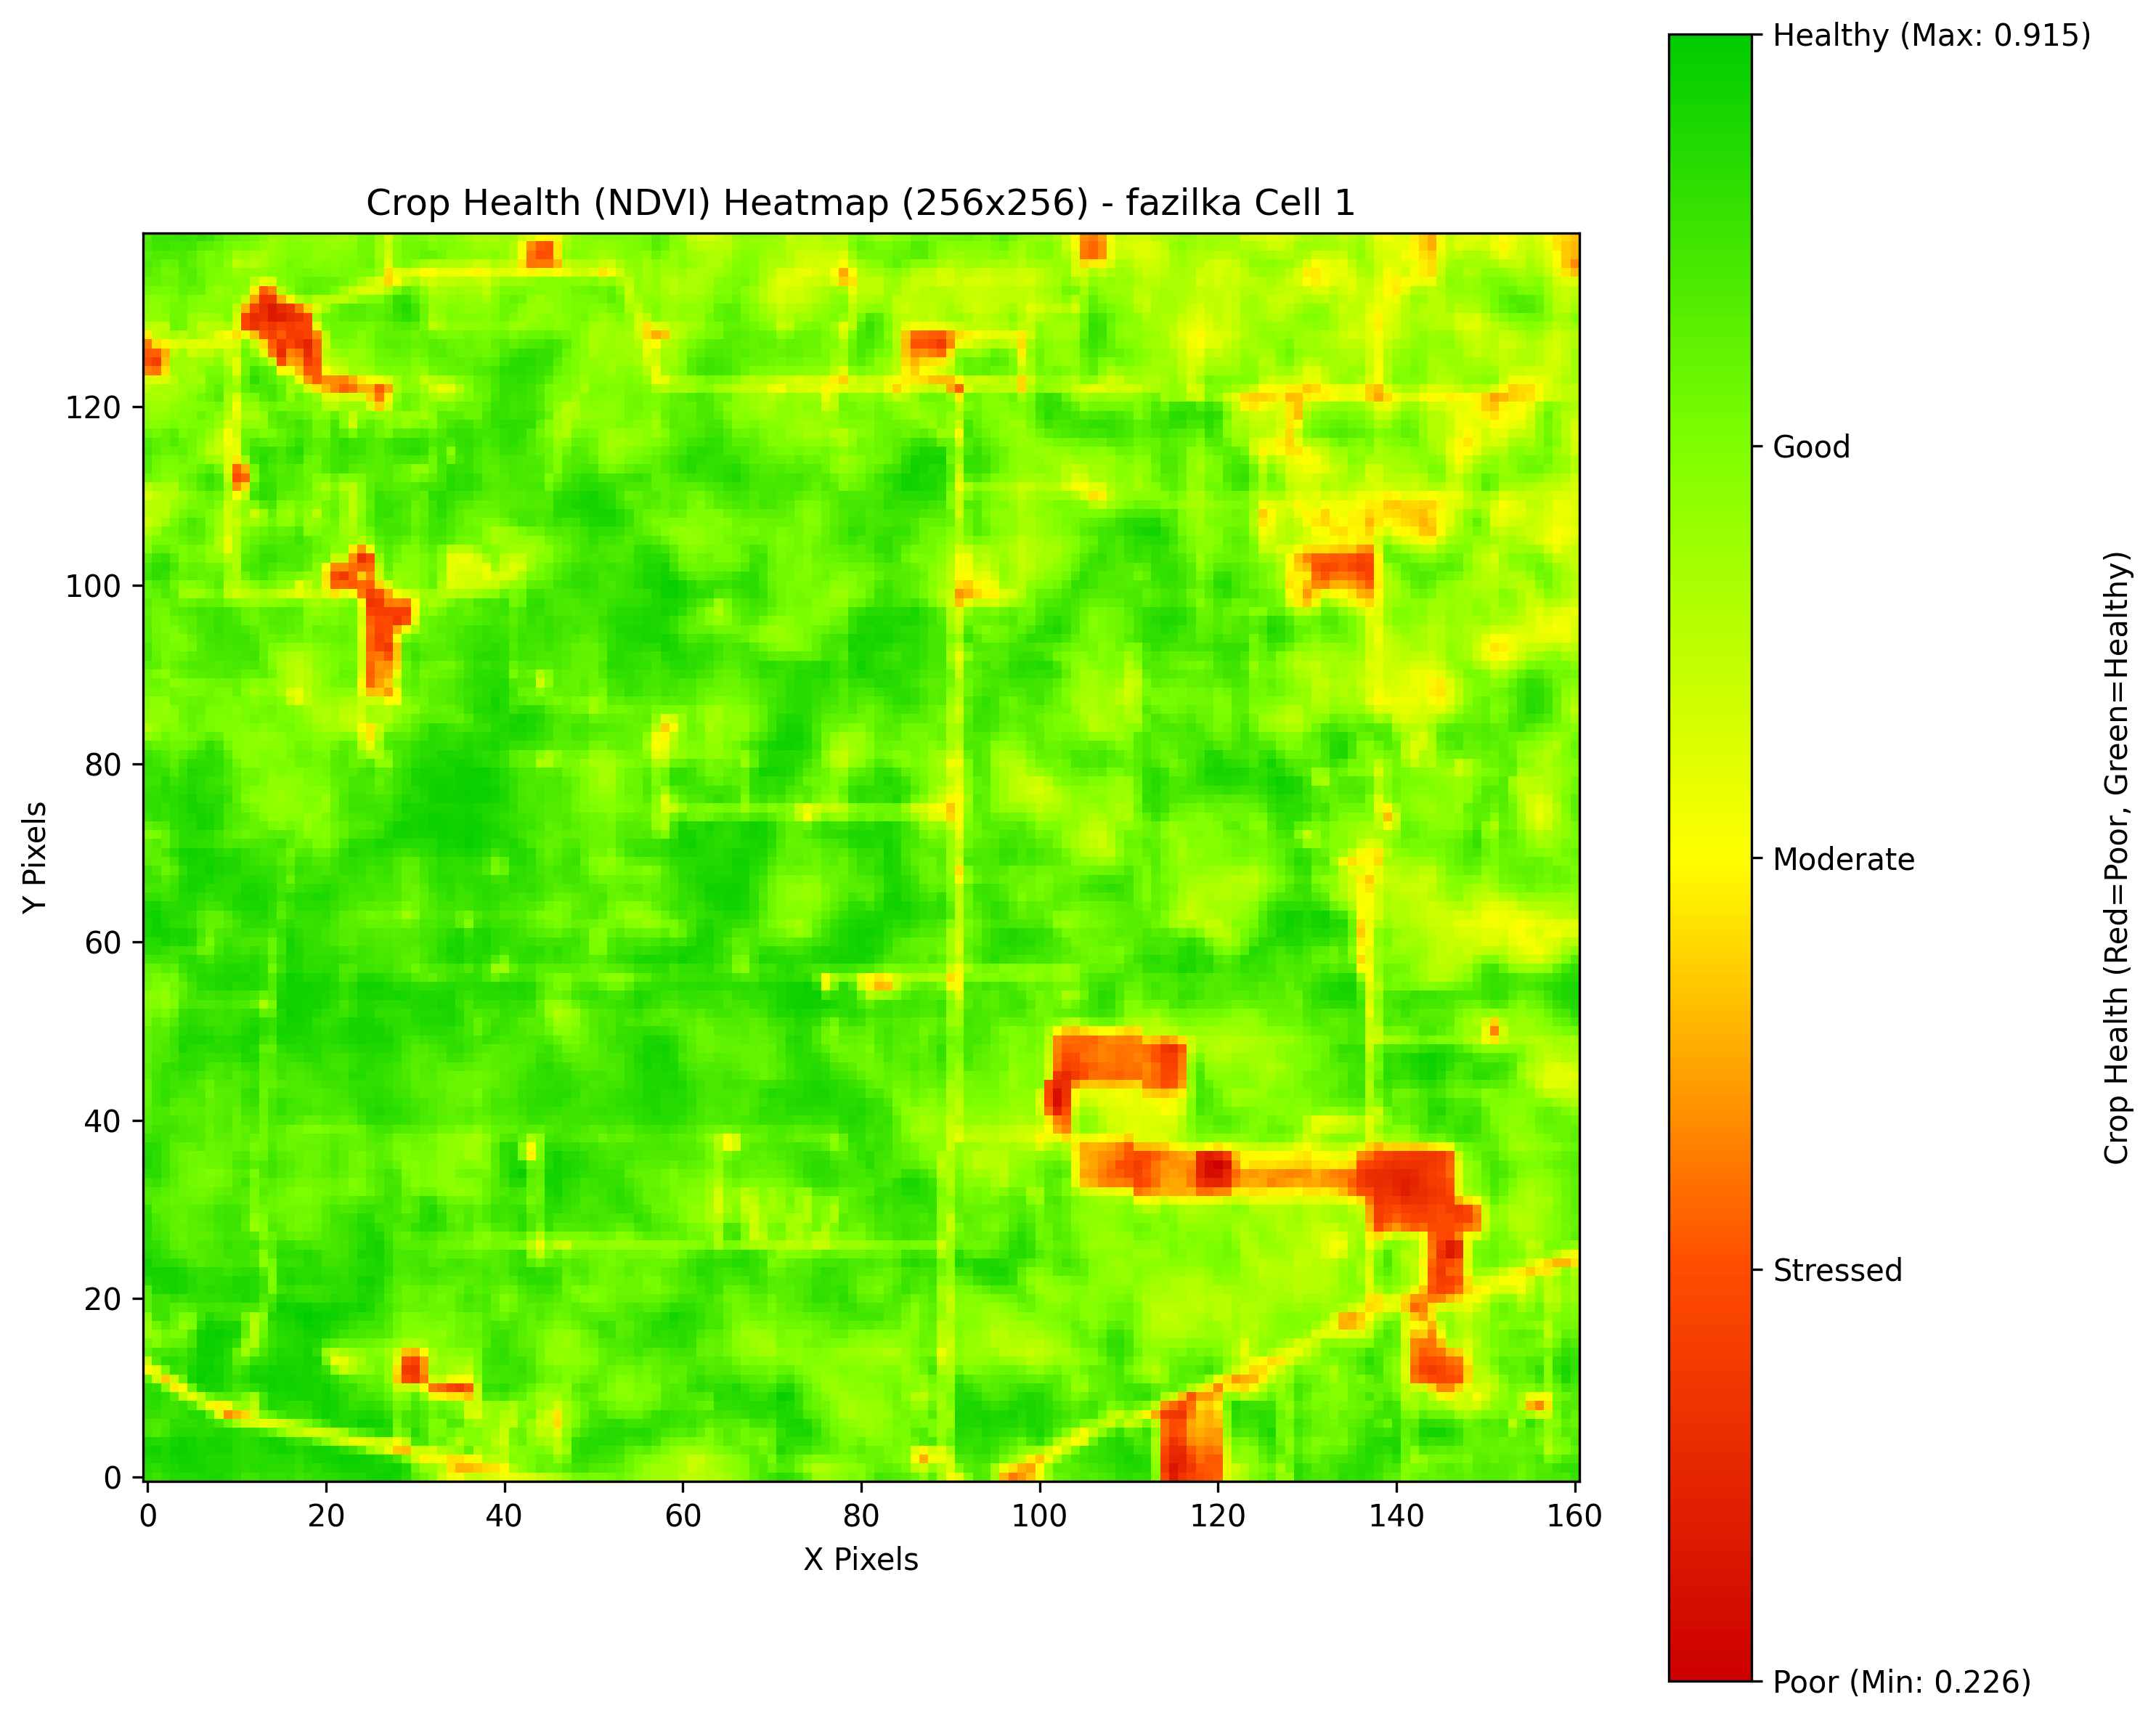 Crop Health (NDVI) Heatmap (256x256) - fazilka Cell 1
Healthy (Max: 0.915)
Good
Moderate
Stressed
Poor (Min: 0.226)
Crop Health (Red=Poor, Green=Healthy)
Y Pixels
120
100
80
60
40
20
0
0 20 40 60 80 100 120 140 160
X Pixels